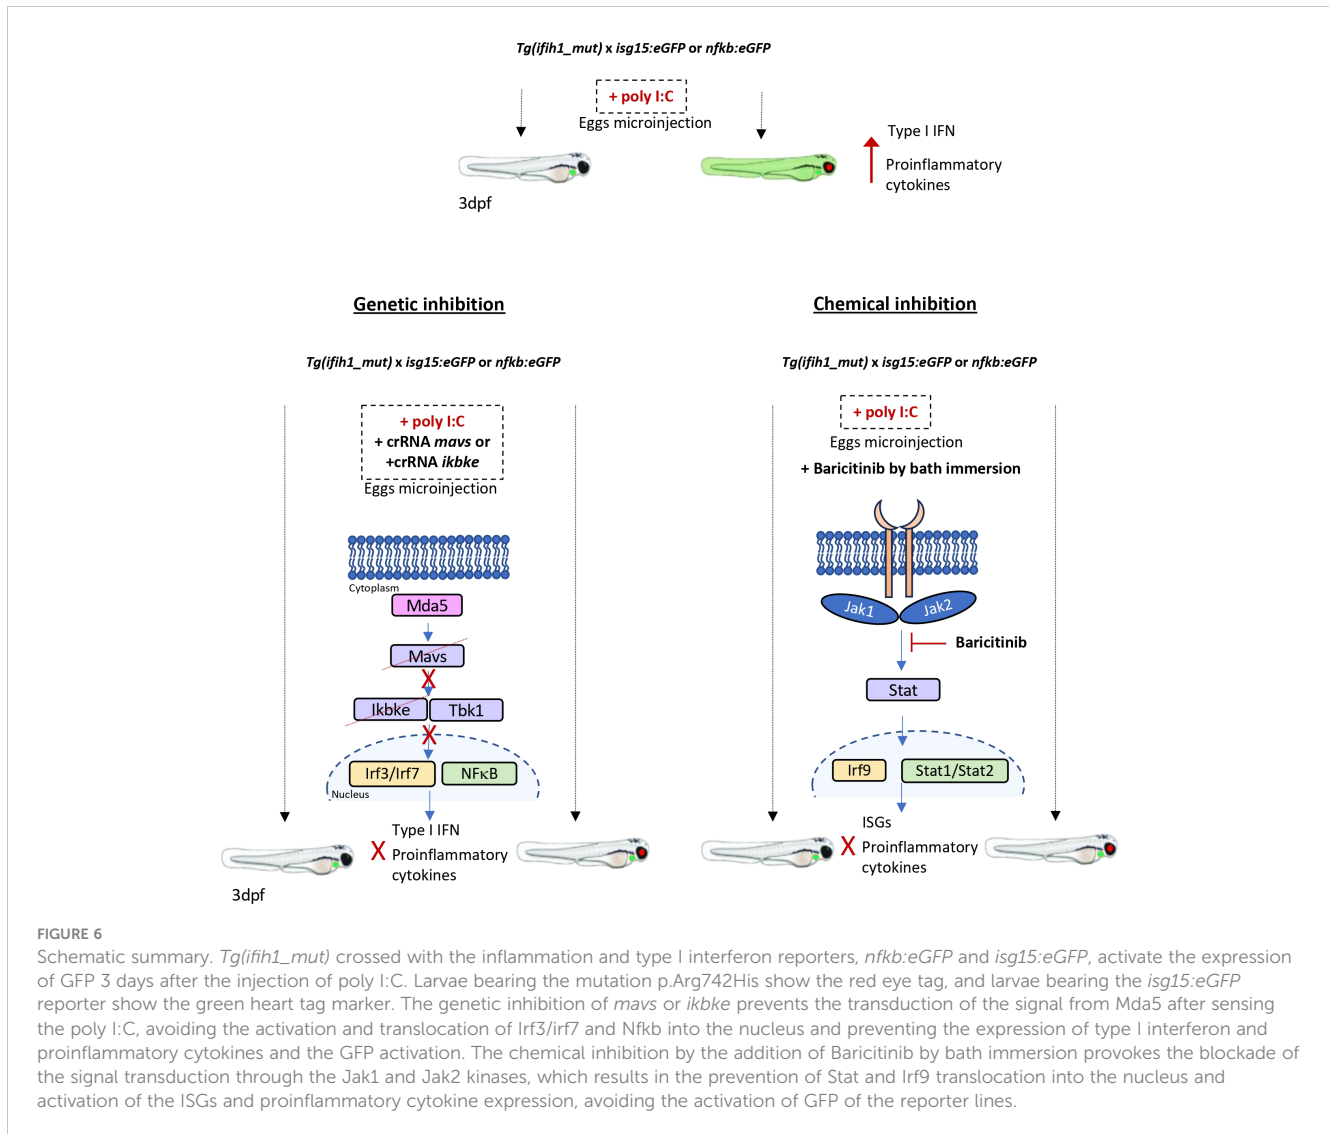 Tg(ifih1_mut) x isg15:eGFP or nfkb:eGFP
+ poly I:C
Eggs microinjection
Type I IFN
Proinflammatory
cytokines
3dpf
Genetic inhibition
Tg(ifih1_mut) x isg15:eGFP or nfkb:eGFP
+ poly I:C
+ crRNA mavs or
+crRNA ikbke
Eggs microinjection
Cytoplasm
Mda5
Mavs
X
Ikbke
Tbk1
X
Irf3/Irf7
NFκB
Nucleus
Type I IFN
X
Proinflammatory
cytokines
3dpf
Chemical inhibition
Tg(ifih1_mut) x isg15:eGFP or nfkb:eGFP
+ poly I:C
Eggs microinjection
+ Baricitinib by bath immersion
Jak1
Jak2
Baricitinib
Stat
Irf9
Stat1/Stat2
ISGs
X
Proinflammatory
cytokines
FIGURE 6
Schematic summary. Tg(ifih1_mut) crossed with the inflammation and type I interferon reporters, nfkb:eGFP and isg15:eGFP, activate the expression
of GFP 3 days after the injection of poly I:C. Larvae bearing the mutation p.Arg742His show the red eye tag, and larvae bearing the isg15:eGFP
reporter show the green heart tag marker. The genetic inhibition of mavs or ikbke prevents the transduction of the signal from Mda5 after sensing
the poly I:C, avoiding the activation and translocation of Irf3/irf7 and Nfkb into the nucleus and preventing the expression of type I interferon and
proinflammatory cytokines and the GFP activation. The chemical inhibition by the addition of Baricitinib by bath immersion provokes the blockade of
the signal transduction through the Jak1 and Jak2 kinases, which results in the prevention of Stat and Irf9 translocation into the nucleus and
activation of the ISGs and proinflammatory cytokine expression, avoiding the activation of GFP of the reporter lines.